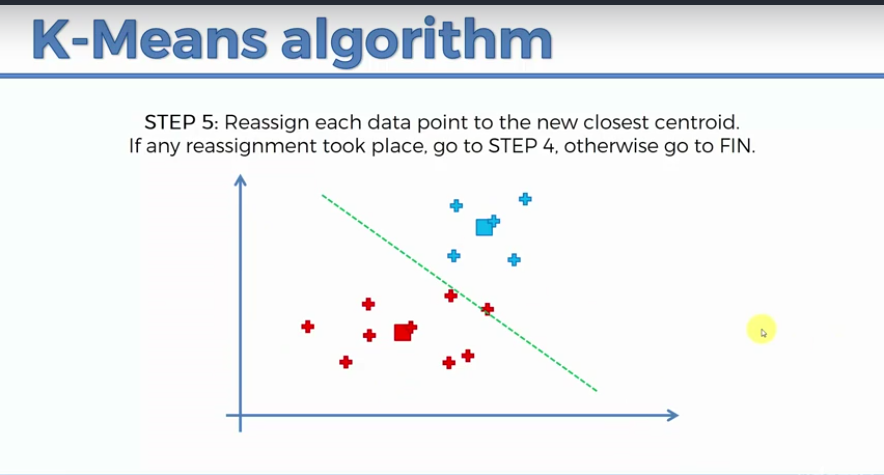 K-Means algorithm
STEP 5: Reassign each data point to the new closest centroid.
If any reassignment took place, go to STEP 4, otherwise go to FIN.